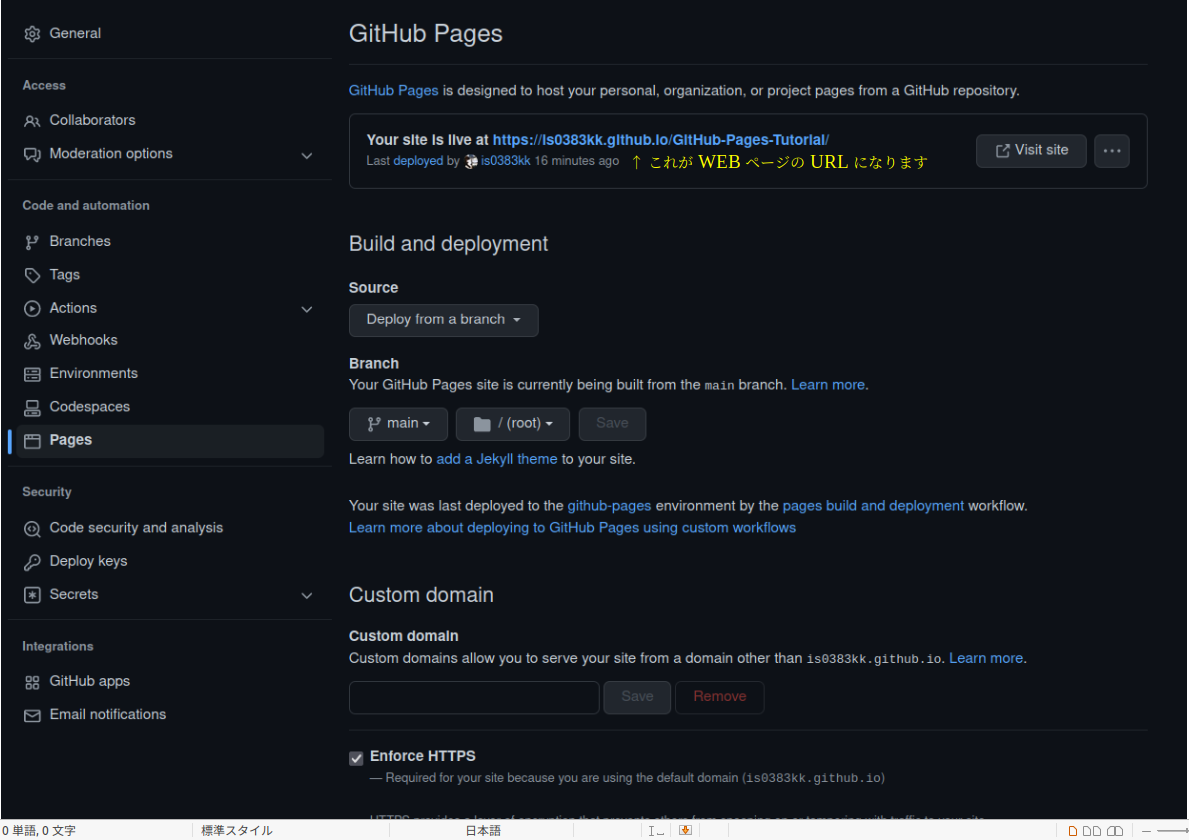 General
Access
Collaborators
Moderation options
Code and automation
Branches
Tags
Actions
Webhooks
Environments
Codespaces
Pages
Security
Code security and analysis
Deploy keys
Secrets
Integrations
GitHub apps
Email notifications
GitHub Pages
GitHub Pages is designed to host your personal, organization, or project pages from a GitHub repository.
Your site is live at https://is0383kk.github.io/GitHub-Pages-Tutorial/
Last deployed by is0383kk 16 minutes ago ↑ これが WEB ページの URL になります
Visit site
Build and deployment
Source
Deploy from a branch
Branch
Your GitHub Pages site is currently being built from the main branch. Learn more.
main / (root) Save
Learn how to add a Jekyll theme to your site.
Your site was last deployed to the github-pages environment by the pages build and deployment workflow.
Learn more about deploying to GitHub Pages using custom workflows
Custom domain
Custom domain
Custom domains allow you to serve your site from a domain other than is0383kk.github.io. Learn more.
Save Remove
Enforce HTTPS
— Required for your site because you are using the default domain (is0383kk.github.io)
0 単語, 0 文字 標準スタイル 日本語